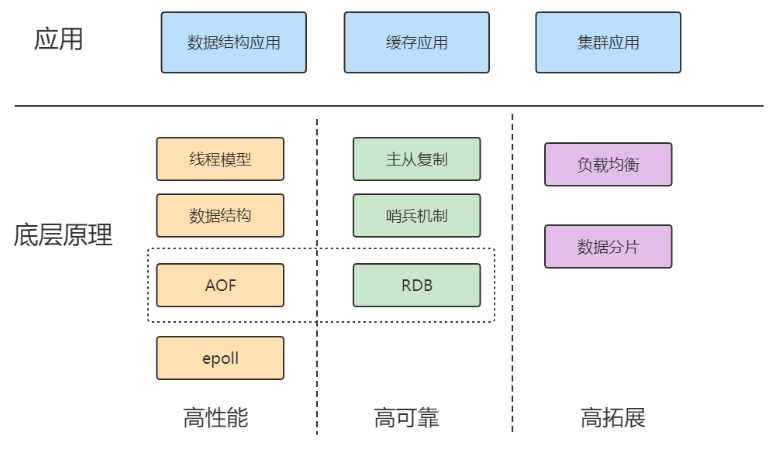 应用
数据结构应用
缓存应用
集群应用
底层原理
线程模型
数据结构
AOF
epoll
高性能
主从复制
哨兵机制
RDB
高可靠
负载均衡
数据分片
高拓展